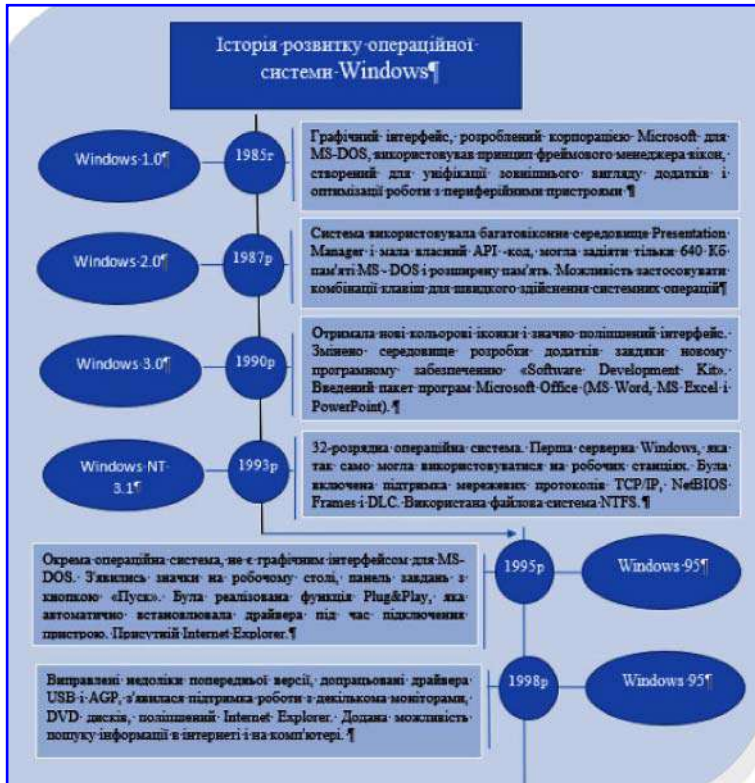 Історія розвитку операційної
системи Windows¶
Windows 1.0¶
1985г
Графічний інтерфейс, розроблений корпорацією Microsoft для
MS-DOS, використовував принцип фреймового менеджера вікон,
створений для уніфікації зовнішнього вигляду додатків і
оптимізації роботи з периферійними пристроями ¶
Windows 2.0¶
1987р
Система використовувала багатовіконне середовище Presentation
Manager і мала власний API -код, могла задіяти тільки 640 Кб
пам'яті MS-DOS і розширену пам'ять. Можливість застосовувати
комбінації клавіш для швидкого здійснення системних операцій¶
Windows 3.0¶
1990р
Отримала нові кольорові іконки і значно поліпшений інтерфейс.
Змінено середовище розробки додатків завдяки новому
програмному забезпеченню «Software Development Kit».
Введений пакет програм Microsoft Office (MS Word, MS Excel і
PowerPoint). ¶
Windows NT
3.1¶
1993р
32-розрядна операційна система. Перша серверна Windows, яка
так само могла використовуватися на робочих станціях. Була
включена підтримка мережевих протоколів TCP/IP, NetBIOS
Frames і DLC. Використана файлова система NTFS. ¶
Окрема операційна система, не є графічним інтерфейсом для MS-
DOS. З'явились значки на робочому столі, панель завдань з
кнопкою «Пуск». Була реалізована функція Plug&Play, яка
автоматично встановлювала драйвера під час підключення
пристрою. Присутній Internet Explorer.¶
1995р
Windows 95¶
Виправлені недоліки попередньої версії, допрацьовані драйвера
USB і AGP, з'явилася підтримка роботи з декількома моніторами,
DVD дисків, поліпшений Internet Explorer. Додана можливість
пошуку інформації в інтернеті і на комп'ютері. ¶
1998р
Windows 95¶